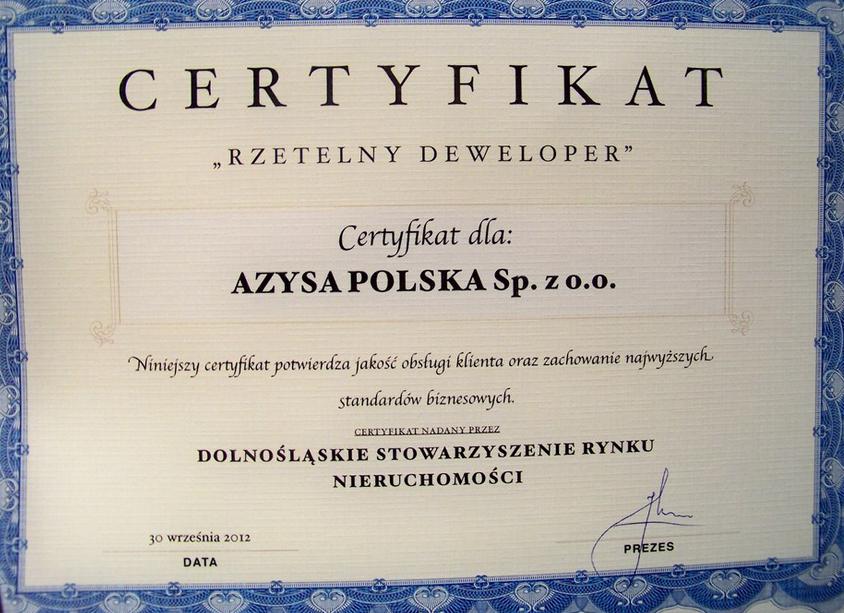 CERTYFIKAT
„RZETELNY DEWELOPER”
Certyfikat dla:
AZYSA POLSKA Sp. z o.o.
Niniejszy certyfikat potwierdza jakość obsługi klienta oraz zachowanie najwyższych
standardów biznesowych.
CERTYFIKAT NADANY PRZEZ
DOLNOŚLĄSKIE STOWARZYSZENIE RYNKU
NIERUCHOMOŚCI
30 września 2012
DATA
PREZES